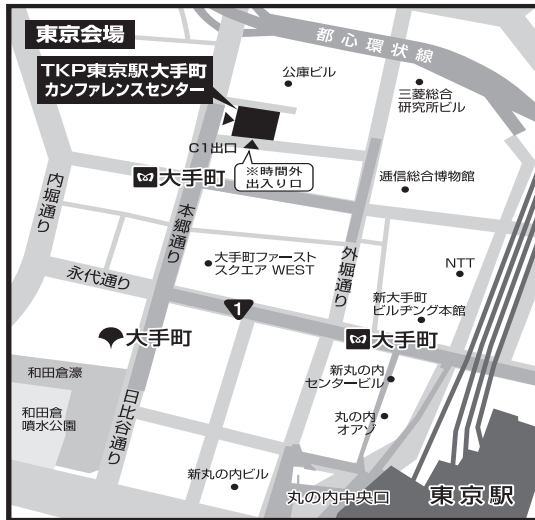 東京会場
都心環状線
TKP東京駅大手町
カンファレンスセンター
公庫ビル
三菱総合
研究所ビル
C1出口
※時間外
出入り口
大手町
逓信総合博物館
内堀通り
本郷通り
外堀通り
大手町ファースト
スクエア WEST
NTT
永代通り
1
新大手町
ビルヂング本館
大手町
大手町
和田倉濠
新丸の内
センタービル
和田倉
噴水公園
日比谷通り
丸の内
オアゾ
新丸の内ビル
丸の内中央口
東京駅